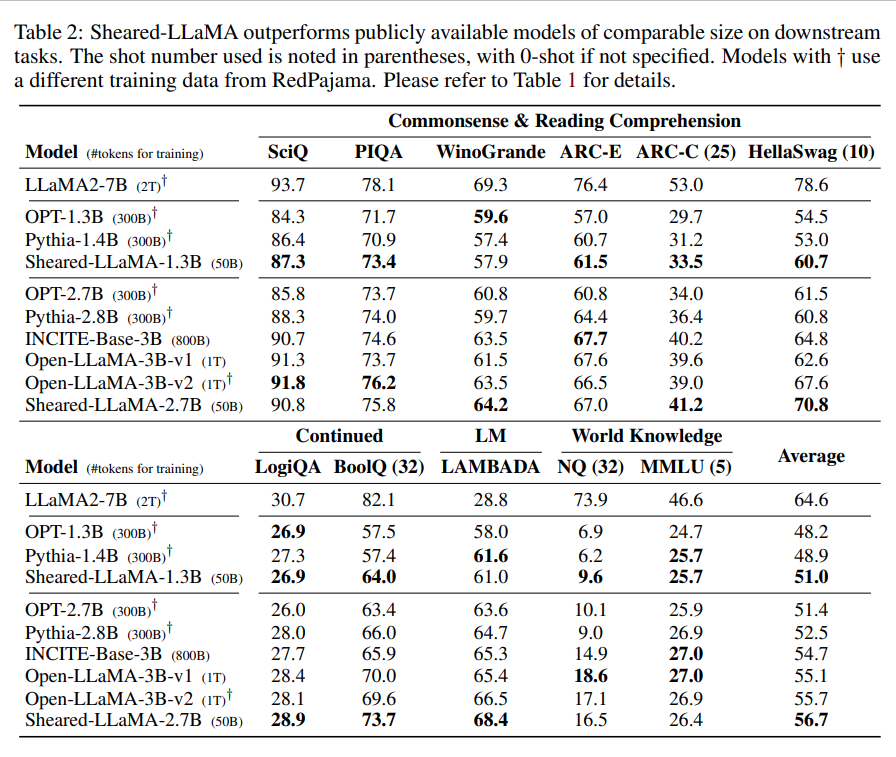 Table 2: Sheared-LLaMA outperforms publicly available models of comparable size on downstream
tasks. The shot number used is noted in parentheses, with 0-shot if not specified. Models with † use
a different training data from RedPajama. Please refer to Table 1 for details.
Commonsense & Reading Comprehension
Model (#tokens for training) SciQ PIQA WinoGrande ARC-E ARC-C (25) HellaSwag (10)
LLaMA2-7B (2T)† 93.7 78.1 69.3 76.4 53.0 78.6
OPT-1.3B (300B)† 84.3 71.7 59.6 57.0 29.7 54.5
Pythia-1.4B (300B)† 86.4 70.9 57.4 60.7 31.2 53.0
Sheared-LLaMA-1.3B (50B) 87.3 73.4 57.9 61.5 33.5 60.7
OPT-2.7B (300B)† 85.8 73.7 60.8 60.8 34.0 61.5
Pythia-2.8B (300B)† 88.3 74.0 59.7 64.4 36.4 60.8
INCITE-Base-3B (800B) 90.7 74.6 63.5 67.7 40.2 64.8
Open-LLaMA-3B-v1 (1T) 91.3 73.7 61.5 67.6 39.6 62.6
Open-LLaMA-3B-v2 (1T)† 91.8 76.2 63.5 66.5 39.0 67.6
Sheared-LLaMA-2.7B (50B) 90.8 75.8 64.2 67.0 41.2 70.8
Continued LM World Knowledge
Model (#tokens for training) LogiQA BoolQ (32) LAMBADA NQ (32) MMLU (5) Average
LLaMA2-7B (2T)† 30.7 82.1 28.8 73.9 46.6 64.6
OPT-1.3B (300B)† 26.9 57.5 58.0 6.9 24.7 48.2
Pythia-1.4B (300B)† 27.3 57.4 61.6 6.2 25.7 48.9
Sheared-LLaMA-1.3B (50B) 26.9 64.0 61.0 9.6 25.7 51.0
OPT-2.7B (300B)† 26.0 63.4 63.6 10.1 25.9 51.4
Pythia-2.8B (300B)† 28.0 66.0 64.7 9.0 26.9 52.5
INCITE-Base-3B (800B) 27.7 65.9 65.3 14.9 27.0 54.7
Open-LLaMA-3B-v1 (1T) 28.4 70.0 65.4 18.6 27.0 55.1
Open-LLaMA-3B-v2 (1T)† 28.1 69.6 66.5 17.1 26.9 55.7
Sheared-LLaMA-2.7B (50B) 28.9 73.7 68.4 16.5 26.4 56.7